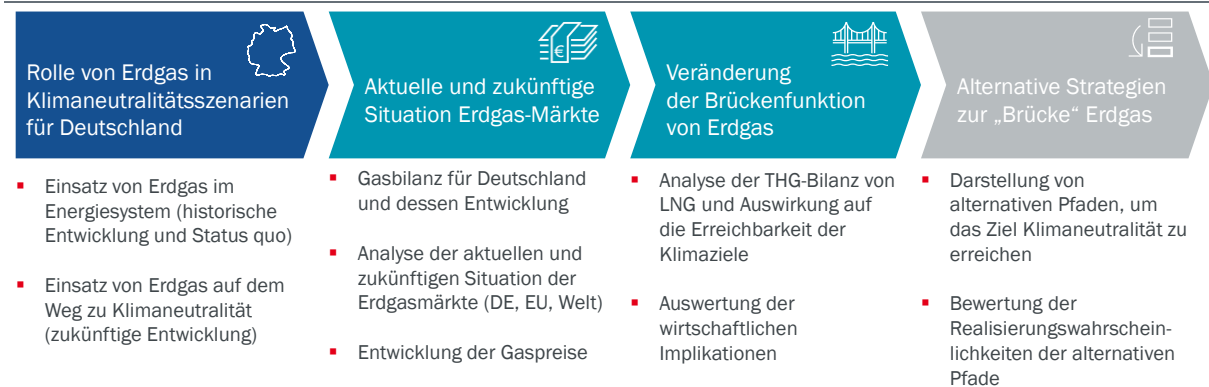 Rolle von Erdgas in
Klimaneutralitätsszenarien
für Deutschland
▪ Einsatz von Erdgas im
Energiesystem (historische
Entwicklung und Status quo)
▪ Einsatz von Erdgas auf dem
Weg zu Klimaneutralität
(zukünftige Entwicklung)
€
Aktuelle und zukünftige
Situation Erdgas-Märkte
▪ Gasbilanz für Deutschland
und dessen Entwicklung
▪ Analyse der aktuellen und
zukünftigen Situation der
Erdgasmärkte (DE, EU, Welt)
▪ Entwicklung der Gaspreise
Veränderung
der Brückenfunktion
von Erdgas
▪ Analyse der THG-Bilanz von
LNG und Auswirkung auf
die Erreichbarkeit der
Klimaziele
▪ Auswertung der
wirtschaftlichen
Implikationen
Alternative Strategien
zur „Brücke" Erdgas
▪ Darstellung von
alternativen Pfaden, um
das Ziel Klimaneutralität zu
erreichen
▪ Bewertung der
Realisierungswahrschein-
lichkeiten der alternativen
Pfade